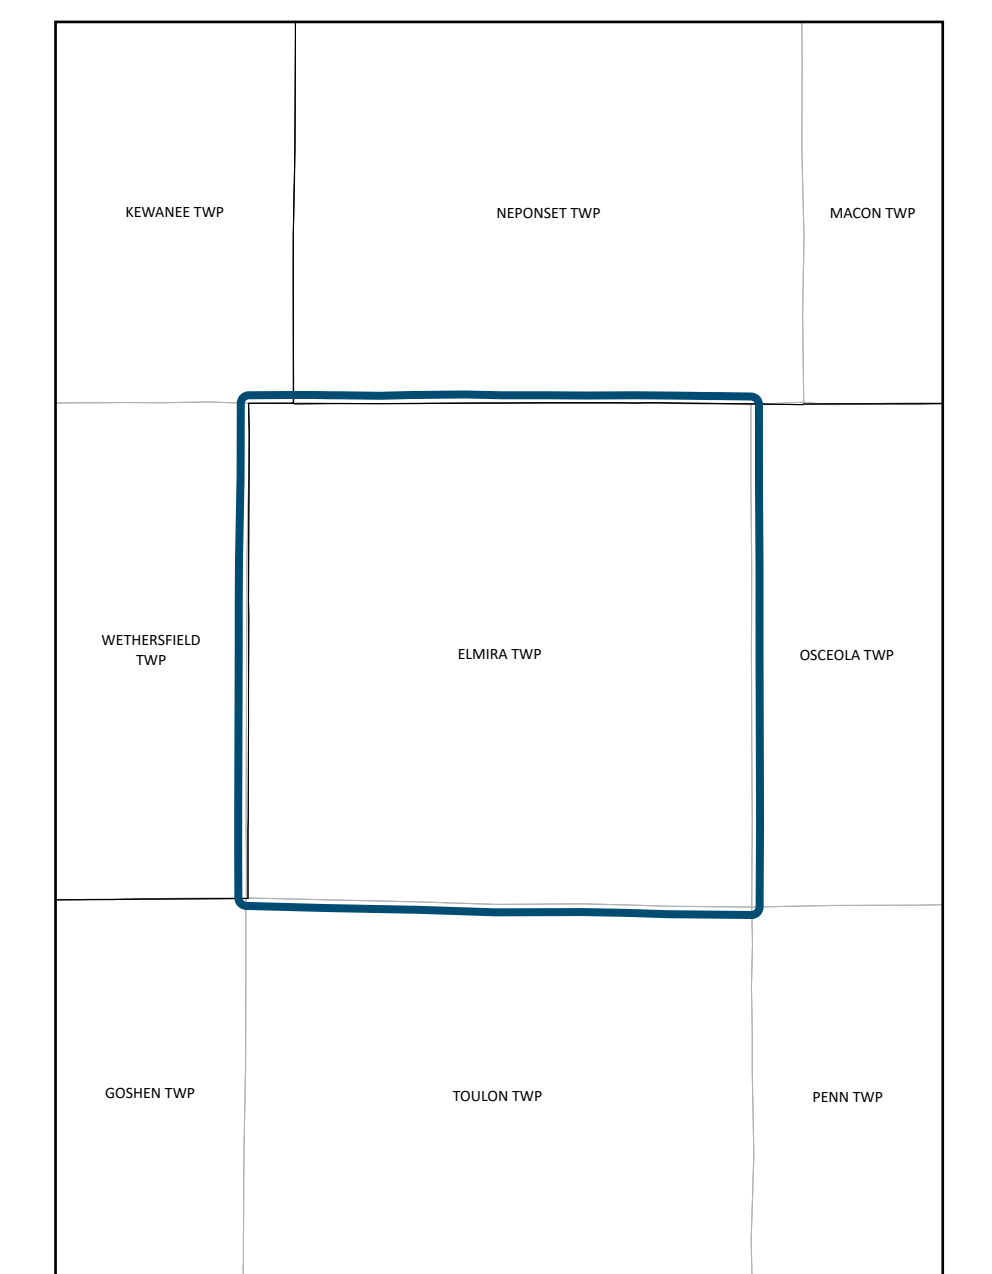 KEWANEE TWP
NEPONSET TWP
MACON TWP
WETHERSFIELD
TWP
ELMIRA TWP
OSCEOLA TWP
GOSHEN TWP
TOULON TWP
PENN TWP